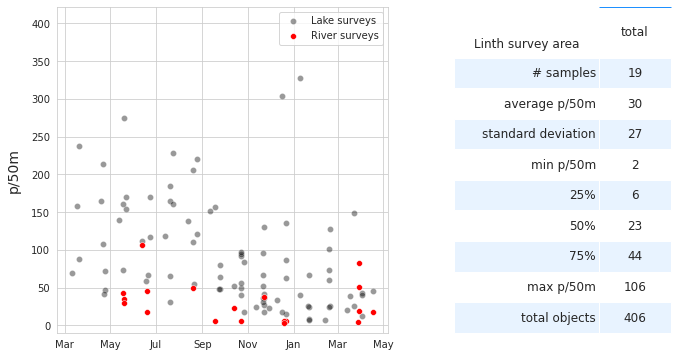 Lake surveys
River surveys
p/50m
400
350
300
250
200
150
100
50
0
Mar May Jul Sep Nov Jan Mar May
Linth survey area total
# samples 19
average p/50m 30
standard deviation 27
min p/50m 2
25% 6
50% 23
75% 44
max p/50m 106
total objects 406